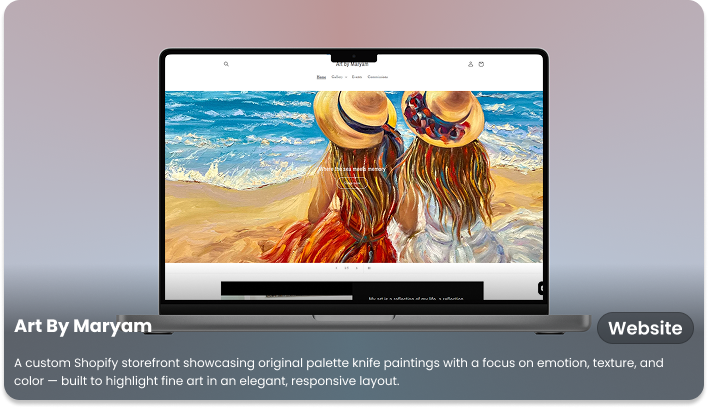 Art by Maryam
Home Gallery Events Commissions
Where the sea meets memory
My art is a reflection of my life, a reflection
Art By Maryam
Website
A custom Shopify storefront showcasing original palette knife paintings with a focus on emotion, texture, and
color — built to highlight fine art in an elegant, responsive layout.